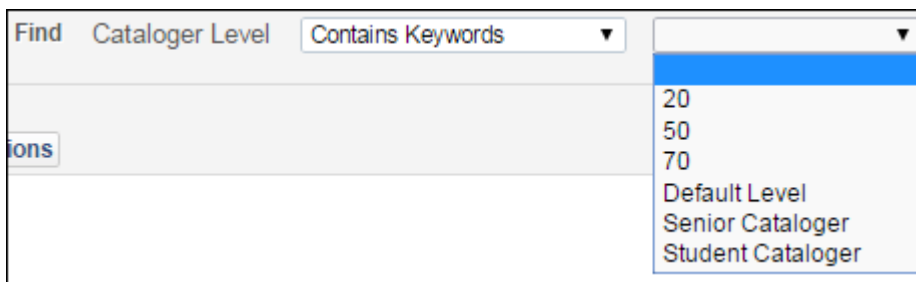 Find Cataloger Level Contains Keywords
20
50
70
Default Level
Senior Cataloger
Student Cataloger
ions